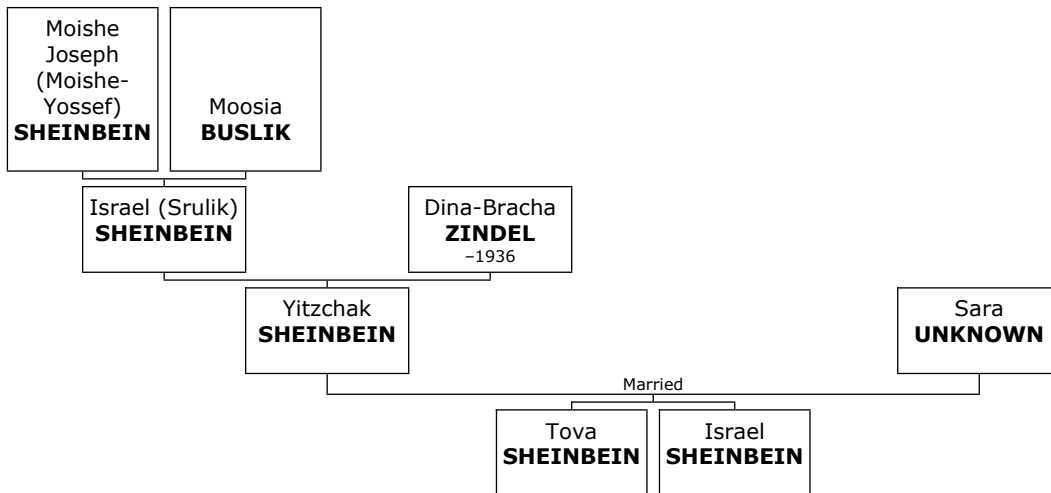 Moishe
Joseph
(Moishe-
Yossef)
SHEINBEIN
Moosia
BUSLIK
Israel (Srulik)
SHEINBEIN
Dina-Bracha
ZINDEL
–1936
Yitzchak
SHEINBEIN
Sara
UNKNOWN
Married
Tova
SHEINBEIN
Israel
SHEINBEIN